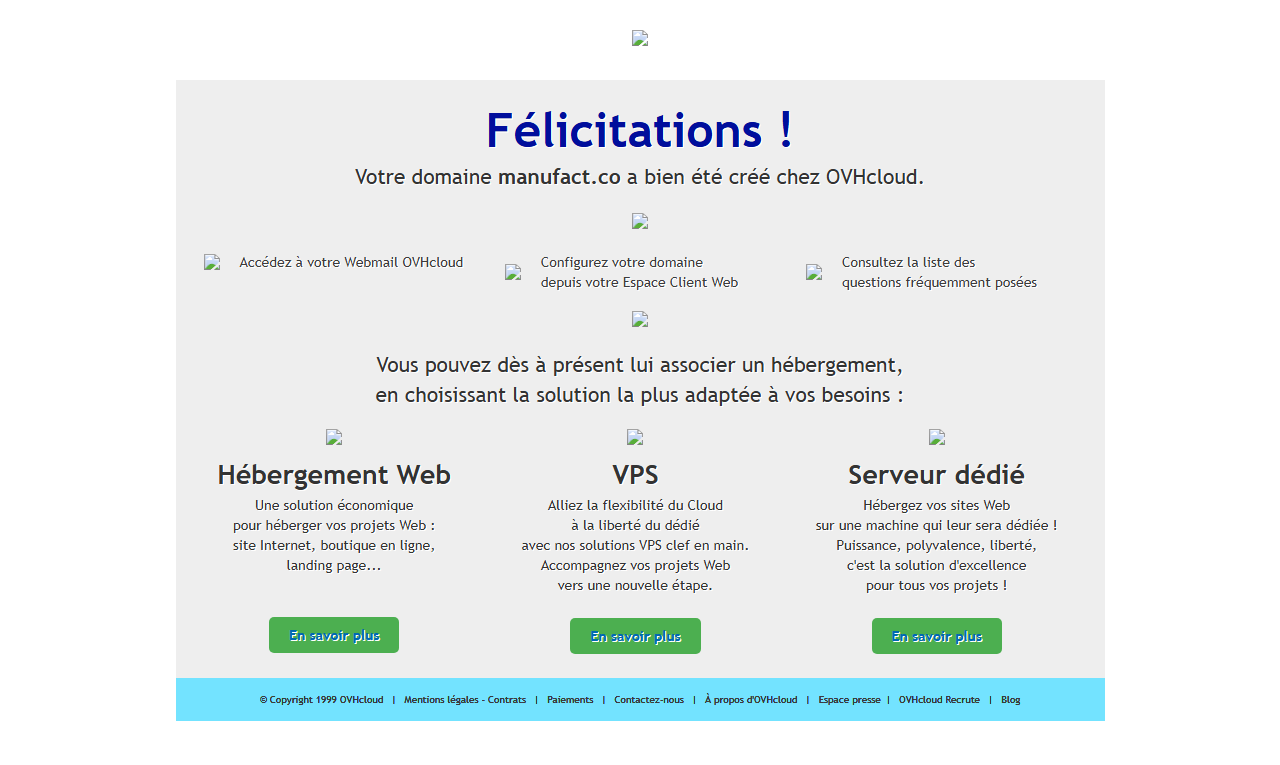 Félicitations !
Votre domaine manufact.co a bien été créé chez OVHcloud.
Accédez à votre Webmail OVHcloud
Configurez votre domaine
depuis votre Espace Client Web
Consultez la liste des
questions fréquemment posées
Vous pouvez dès à présent lui associer un hébergement,
en choisissant la solution la plus adaptée à vos besoins :
Hébergement Web
Une solution économique
pour héberger vos projets Web :
site Internet, boutique en ligne,
landing page...
En savoir plus
VPS
Alliez la flexibilité du Cloud
à la liberté du dédié
avec nos solutions VPS clef en main.
Accompagnez vos projets Web
vers une nouvelle étape.
En savoir plus
Serveur dédié
Hébergez vos sites Web
sur une machine qui leur sera dédiée !
Puissance, polyvalence, liberté,
c'est la solution d'excellence
pour tous vos projets !
En savoir plus
© Copyright 1999 OVHcloud | Mentions légales - Contrats | Paiements | Contactez-nous | À propos d'OVHcloud | Espace presse | OVHcloud Recrute | Blog